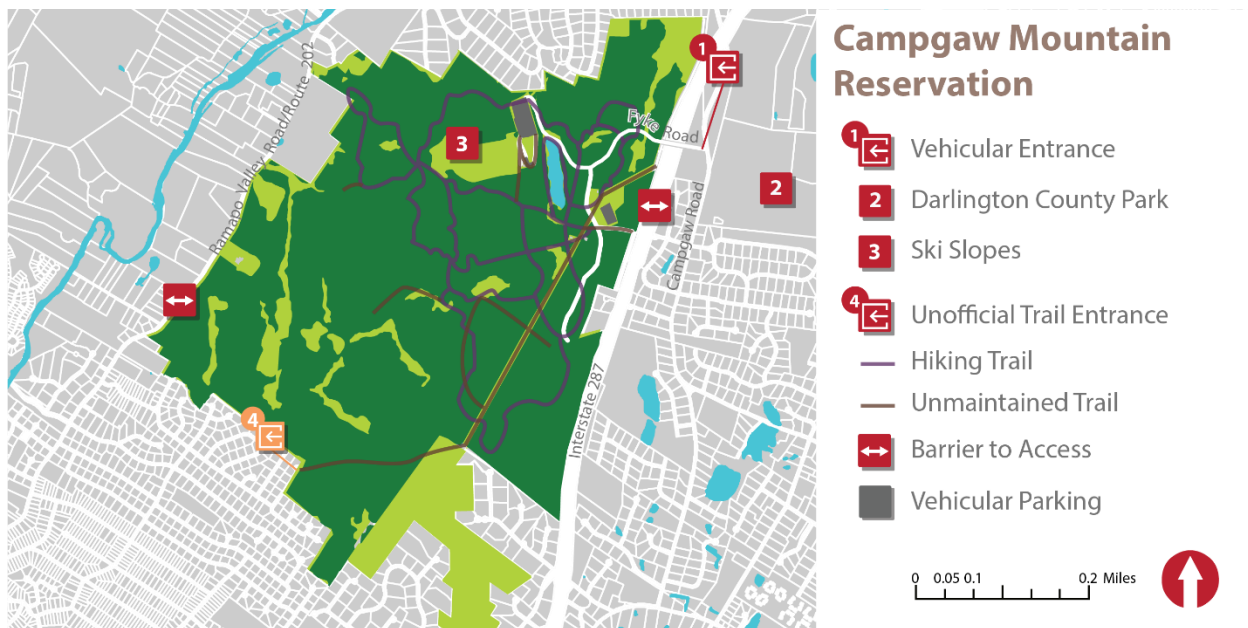 Ramapo Valley Road/Route 202
1
Fyke Road
3
2
Campgaw Road
4
Interstate 287
Campgaw Mountain
Reservation
1
Vehicular Entrance
2
Darlington County Park
3
Ski Slopes
4
Unofficial Trail Entrance
Hiking Trail
Unmaintained Trail
Barrier to Access
Vehicular Parking
0 0.05 0.1 0.2 Miles